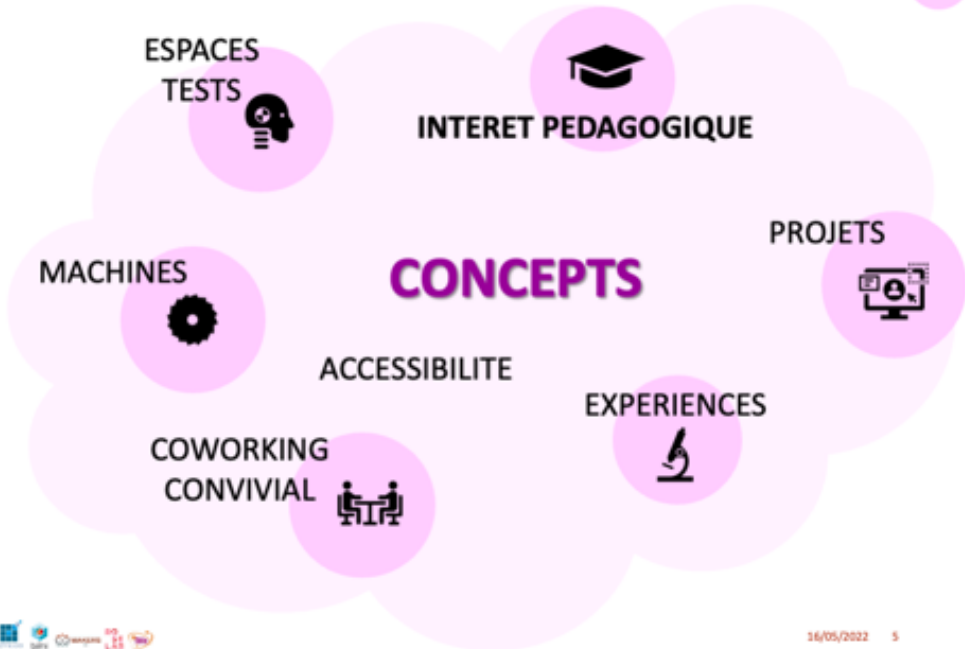 ESPACES
TESTS
INTERET PEDAGOGIQUE
PROJETS
MACHINES
CONCEPTS
ACCESSIBILITE
EXPERIENCES
COWORKING
CONVIVIAL
16/05/2022 5